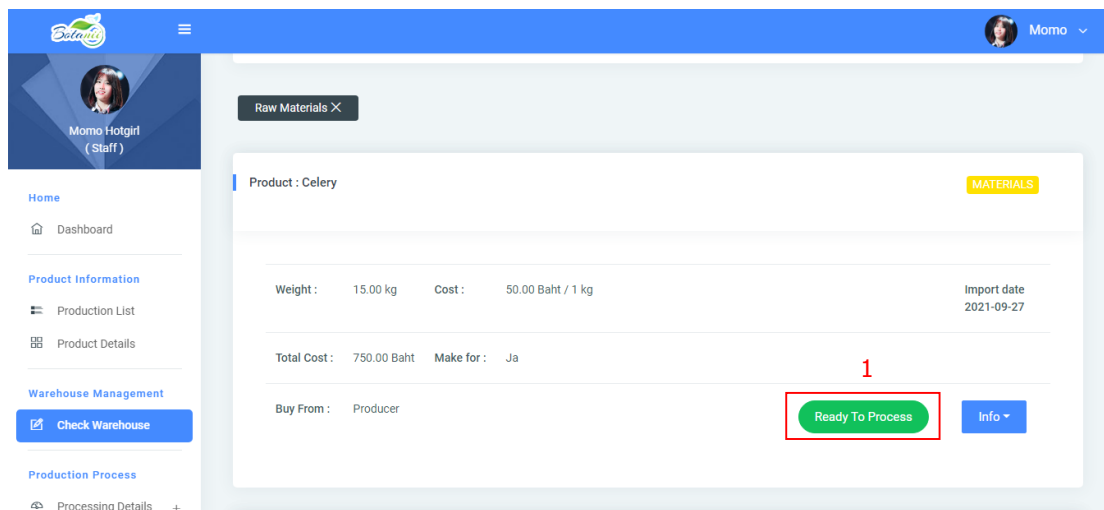 Botanii
Momo
Momo Hotgirl
( Staff )
Home
Dashboard
Product Information
Production List
Product Details
Warehouse Management
Check Warehouse
Production Process
Processing Details +
Raw Materials X
Product : Celery
MATERIALS
Weight : 15.00 kg Cost : 50.00 Baht / 1 kg
Import date
2021-09-27
Total Cost : 750.00 Baht Make for : Ja
1
Buy From : Producer
Ready To Process
Info